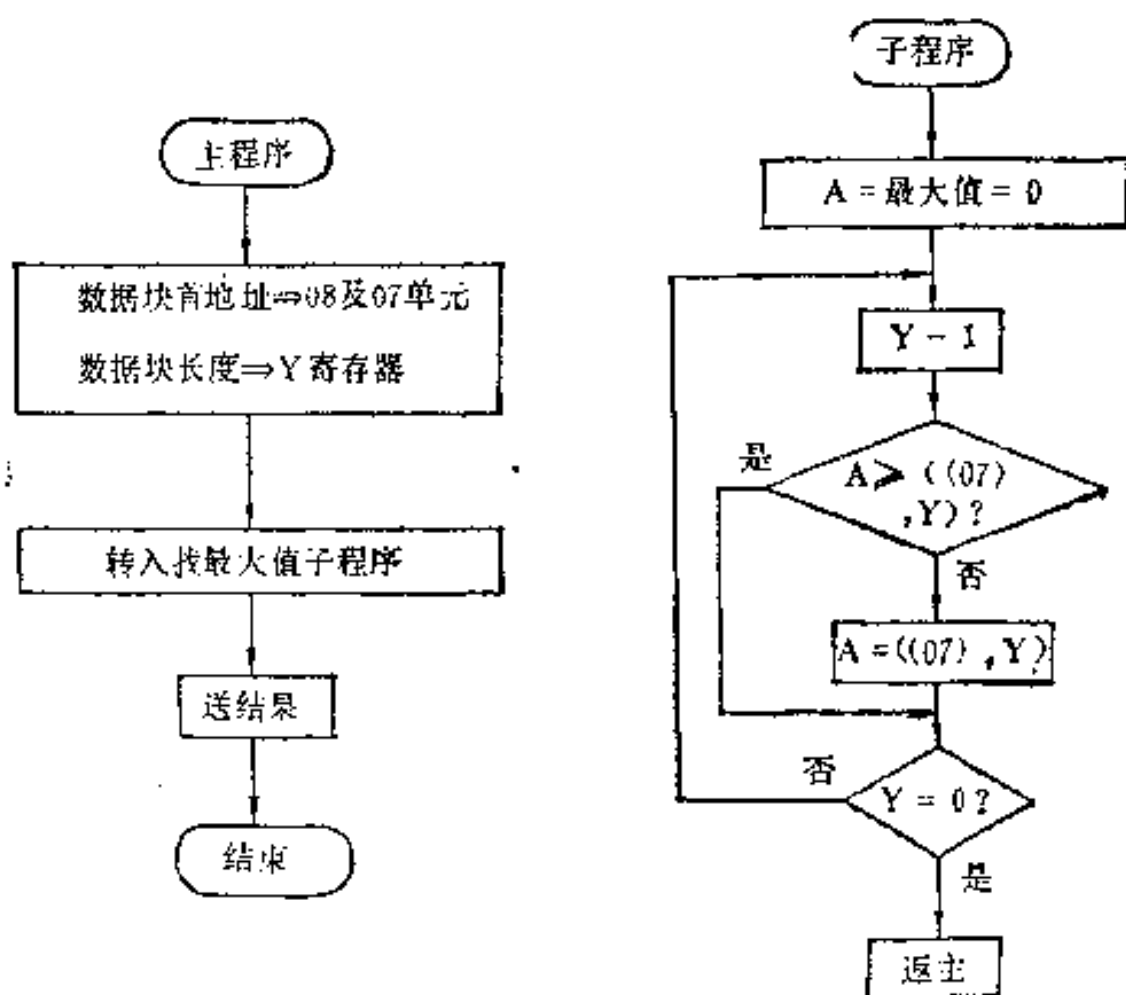 主程序
数据块首地址⇒08及07单元
数据块长度⇒Y寄存器
转入找最大值子程序
送结果
结束
子程序
A=最大值=0
Y-1
是
A≥((07)
,Y)?
否
A=((07),Y)
否
Y=0?
是
返主